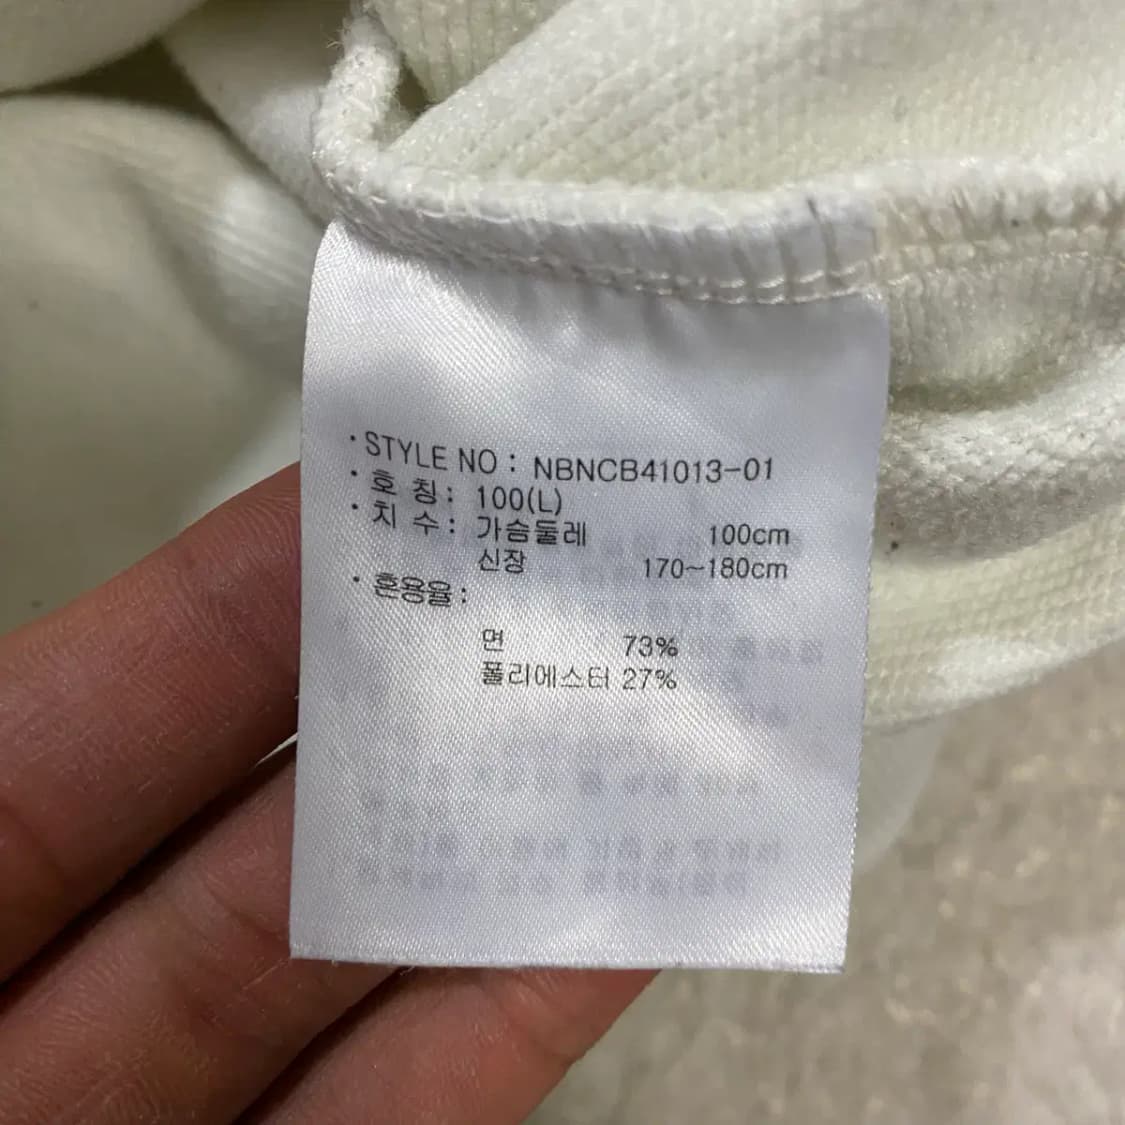 · STYLE NO : NBNCB41013-01
· 호 칭 : 100(L)
· 치 수 : 가슴둘레 100cm
신장 170~180cm
· 혼용율 :
면 73%
폴리에스터 27%